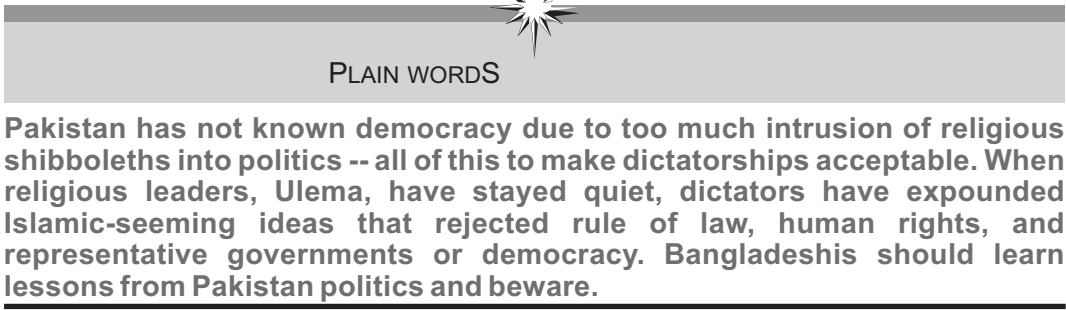 PLAIN WORDS
Pakistan has not known democracy due to too much intrusion of religious
shibboleths into politics -- all of this to make dictatorships acceptable. When
religious leaders, Ulema, have stayed quiet, dictators have expounded
Islamic-seeming ideas that rejected rule of law, human rights, and
representative governments or democracy. Bangladeshis should learn
lessons from Pakistan politics and beware.